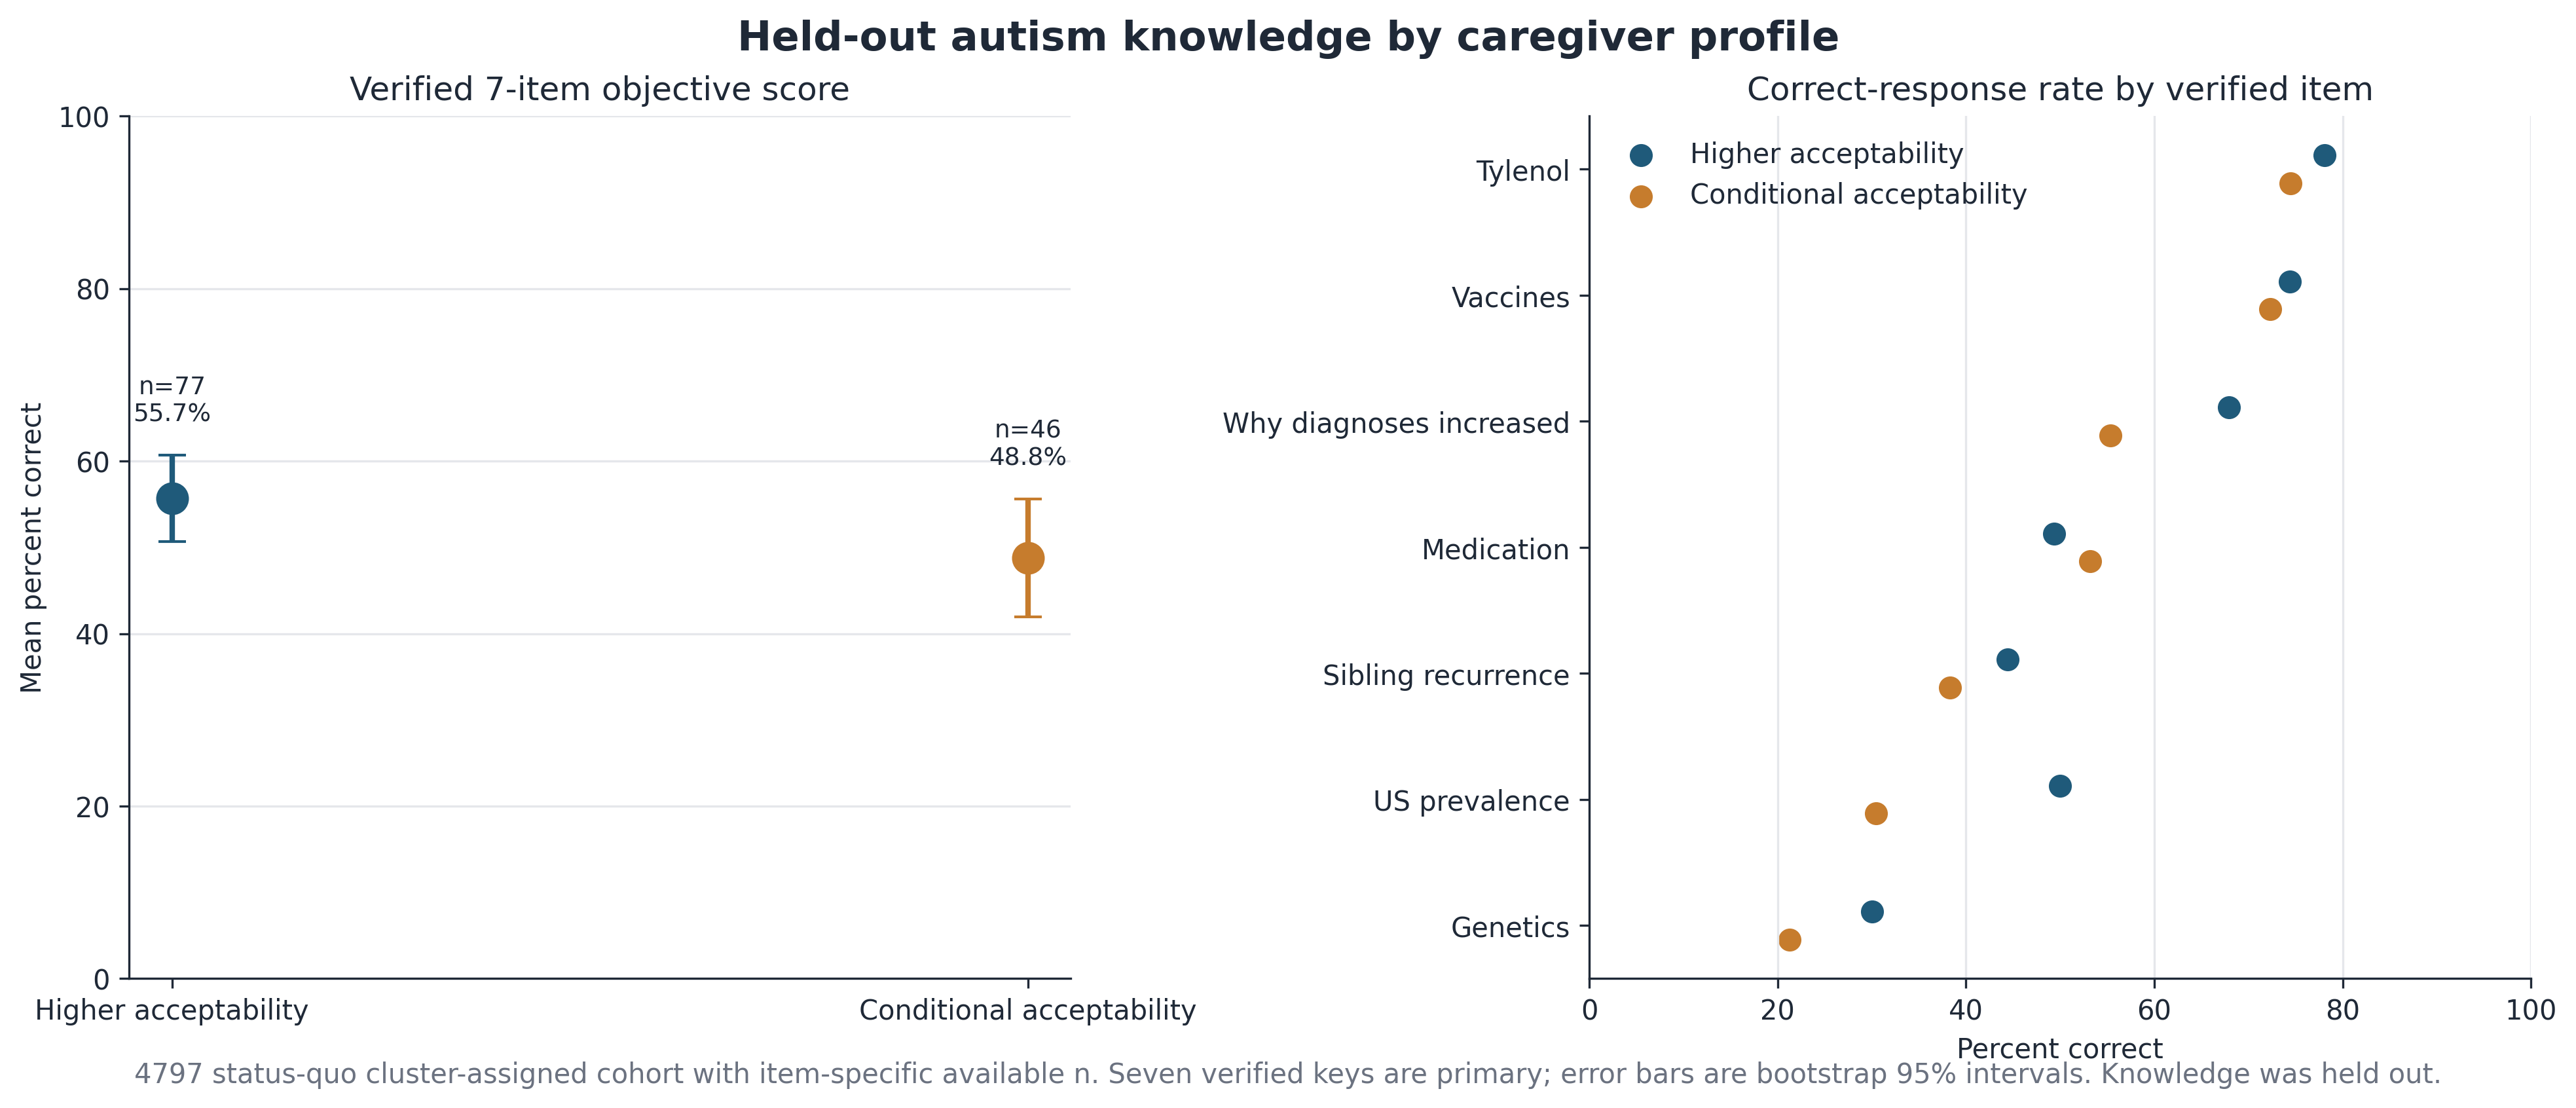 Held-out autism knowledge by caregiver profile
Verified 7-item objective score
100
80
60
40
20
0
Mean percent correct
n=77
55.7%
n=46
48.8%
Higher acceptability
Conditional acceptability
Correct-response rate by verified item
Higher acceptability
Conditional acceptability
Tylenol
Vaccines
Why diagnoses increased
Medication
Sibling recurrence
US prevalence
Genetics
0
20
40
60
80
100
Percent correct
4797 status-quo cluster-assigned cohort with item-specific available n. Seven verified keys are primary; error bars are bootstrap 95% intervals. Knowledge was held out.